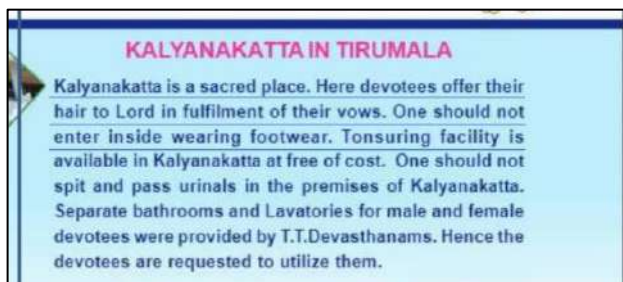 KALYANAKATTA IN TIRUMALA
Kalyanakatta is a sacred place. Here devotees offer their
hair to Lord in fulfilment of their vows. One should not
enter inside wearing footwear. Tonsuring facility is
available in Kalyanakatta at free of cost. One should not
spit and pass urinals in the premises of Kalyanakatta.
Separate bathrooms and Lavatories for male and female
devotees were provided by T.T.Devasthanams. Hence the
devotees are requested to utilize them.